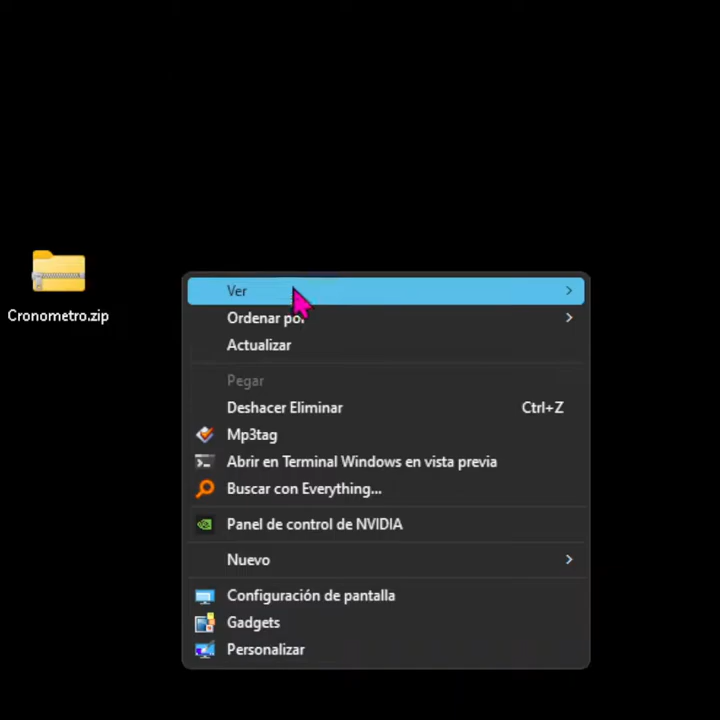 Cronometro.zip
Ver
Ordenar por
Actualizar
Pegar
Deshacer Eliminar Ctrl+Z
Mp3tag
Abrir en Terminal Windows en vista previa
Buscar con Everything...
Panel de control de NVIDIA
Nuevo
Configuración de pantalla
Gadgets
Personalizar